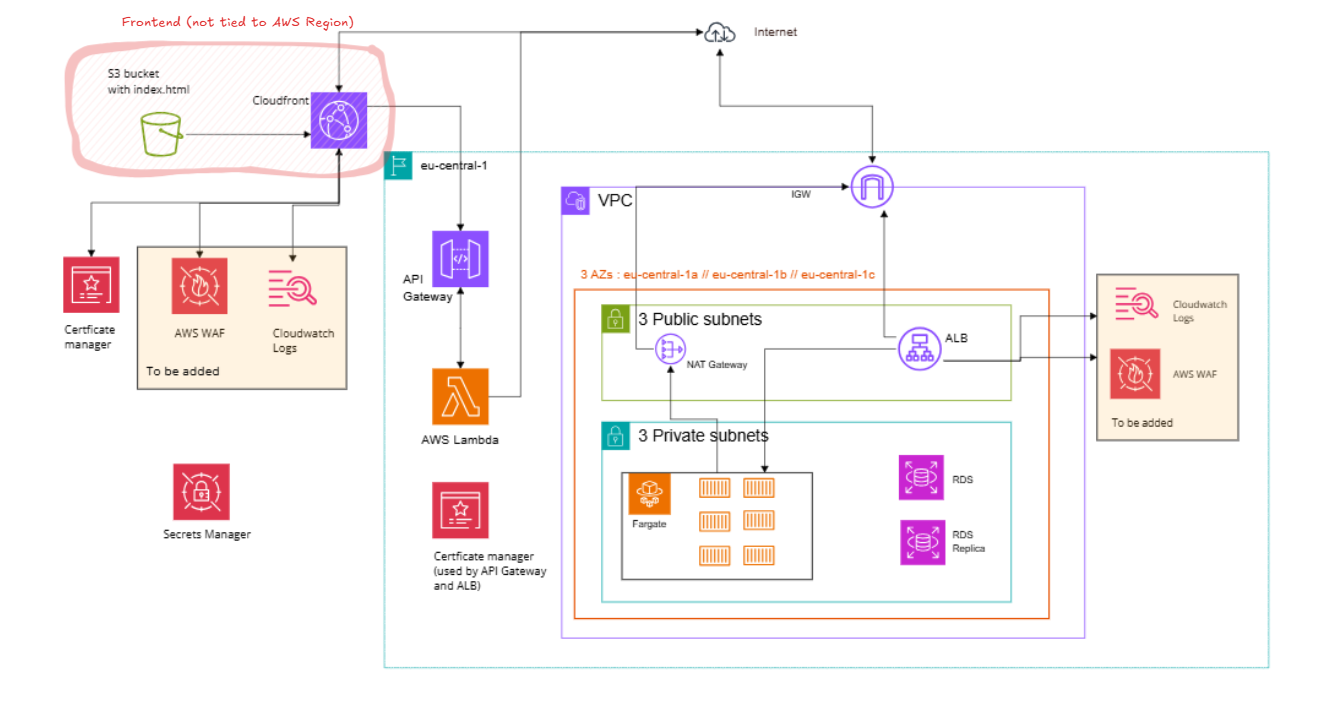 Frontend (not tied to AWS Region)
Internet
S3 bucket
with index.html
Cloudfront
eu-central-1
IGW
VPC
API
Gateway
3 AZs : eu-central-1a // eu-central-1b // eu-central-1c
3 Public subnets
NAT Gateway
ALB
Cloudwatch
Logs
AWS WAF
To be added
Certficate
manager
AWS WAF
Cloudwatch
Logs
To be added
AWS Lambda
3 Private subnets
Fargate
RDS
RDS
Replica
Secrets Manager
Certficate manager
(used by API Gateway
and ALB)